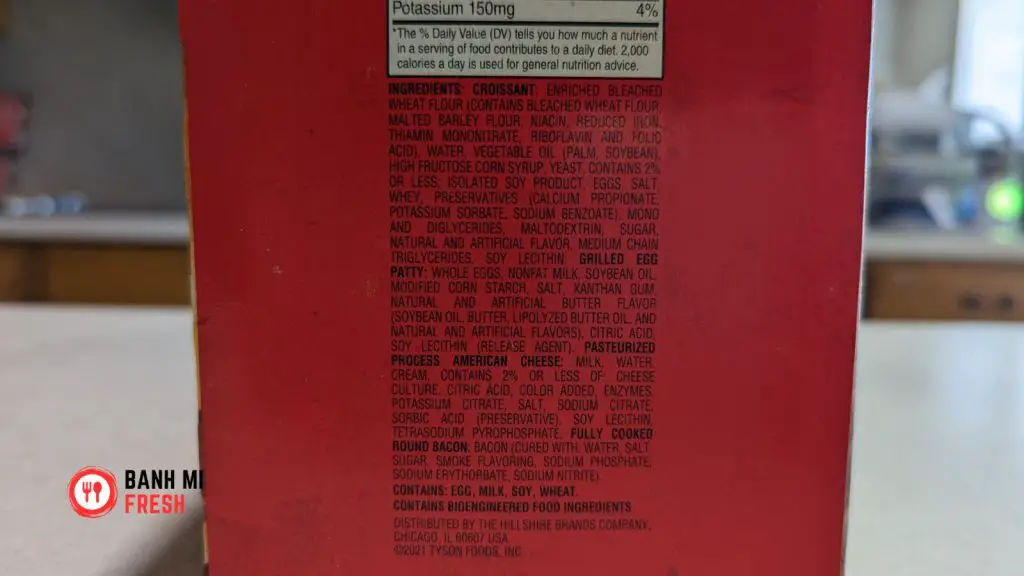 Potassium 150mg 4%
*The % Daily Value (DV) tells you how much a nutrient
in a serving of food contributes to a daily diet. 2,000
calories a day is used for general nutrition advice.
INGREDIENTS: CROISSANT: ENRICHED BLEACHED
WHEAT FLOUR (CONTAINS BLEACHED WHEAT FLOUR,
MALTED BARLEY FLOUR, NIACIN, REDUCED IRON,
THIAMIN MONONITRATE, RIBOFLAVIN AND FOLIC
ACID), WATER, VEGETABLE OIL (PALM, SOYBEAN),
HIGH FRUCTOSE CORN SYRUP, YEAST, CONTAINS 2%
OR LESS: ISOLATED SOY PRODUCT, EGGS, SALT,
WHEY, PRESERVATIVES (CALCIUM PROPIONATE,
POTASSIUM SORBATE, SODIUM BENZOATE), MONO
AND DIGLYCERIDES, MALTODEXTRIN, SUGAR,
NATURAL AND ARTIFICIAL FLAVOR, MEDIUM CHAIN
TRIGLYCERIDES, SOY LECITHIN. GRILLED EGG
PATTY: WHOLE EGGS, NONFAT MILK, SOYBEAN OIL,
MODIFIED CORN STARCH, SALT, XANTHAN GUM,
NATURAL AND ARTIFICIAL BUTTER FLAVOR
(SOYBEAN OIL, BUTTER, LIPOLYZED BUTTER OIL, AND
NATURAL AND ARTIFICIAL FLAVORS), CITRIC ACID,
SOY LECITHIN (RELEASE AGENT). PASTEURIZED
PROCESS AMERICAN CHEESE: MILK, WATER,
CREAM, CONTAINS 2% OR LESS OF CHEESE
CULTURE, CITRIC ACID, COLOR ADDED, ENZYMES,
POTASSIUM CITRATE, SALT, SODIUM CITRATE,
SORBIC ACID (PRESERVATIVE), SOY LECITHIN,
TETRASODIUM PYROPHOSPHATE. FULLY COOKED
ROUND BACON: BACON (CURED WITH: WATER, SALT,
SUGAR, SMOKE FLAVORING, SODIUM PHOSPHATE,
SODIUM ERYTHORBATE, SODIUM NITRITE).
CONTAINS: EGG, MILK, SOY, WHEAT.
CONTAINS BIOENGINEERED FOOD INGREDIENTS
DISTRIBUTED BY THE HILLSHIRE BRANDS COMPANY,
CHICAGO, IL 60607 USA
©2021 TYSON FOODS, INC.
BANH MI
FRESH